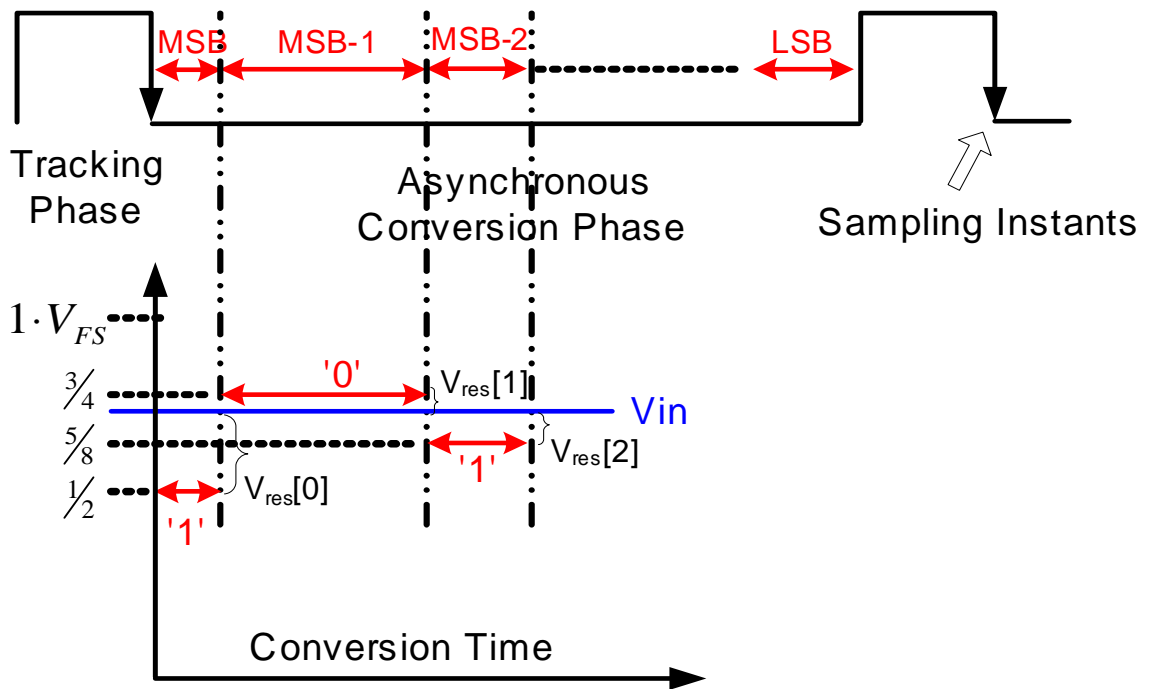 MSB
MSB-1
MSB-2
LSB
Tracking
Phase
Asynchronous
Conversion Phase
Sampling Instants
1·V_FS
3/4
'0'
V_res[1]
Vin
5/8
'1'
V_res[2]
1/2
V_res[0]
'1'
Conversion Time